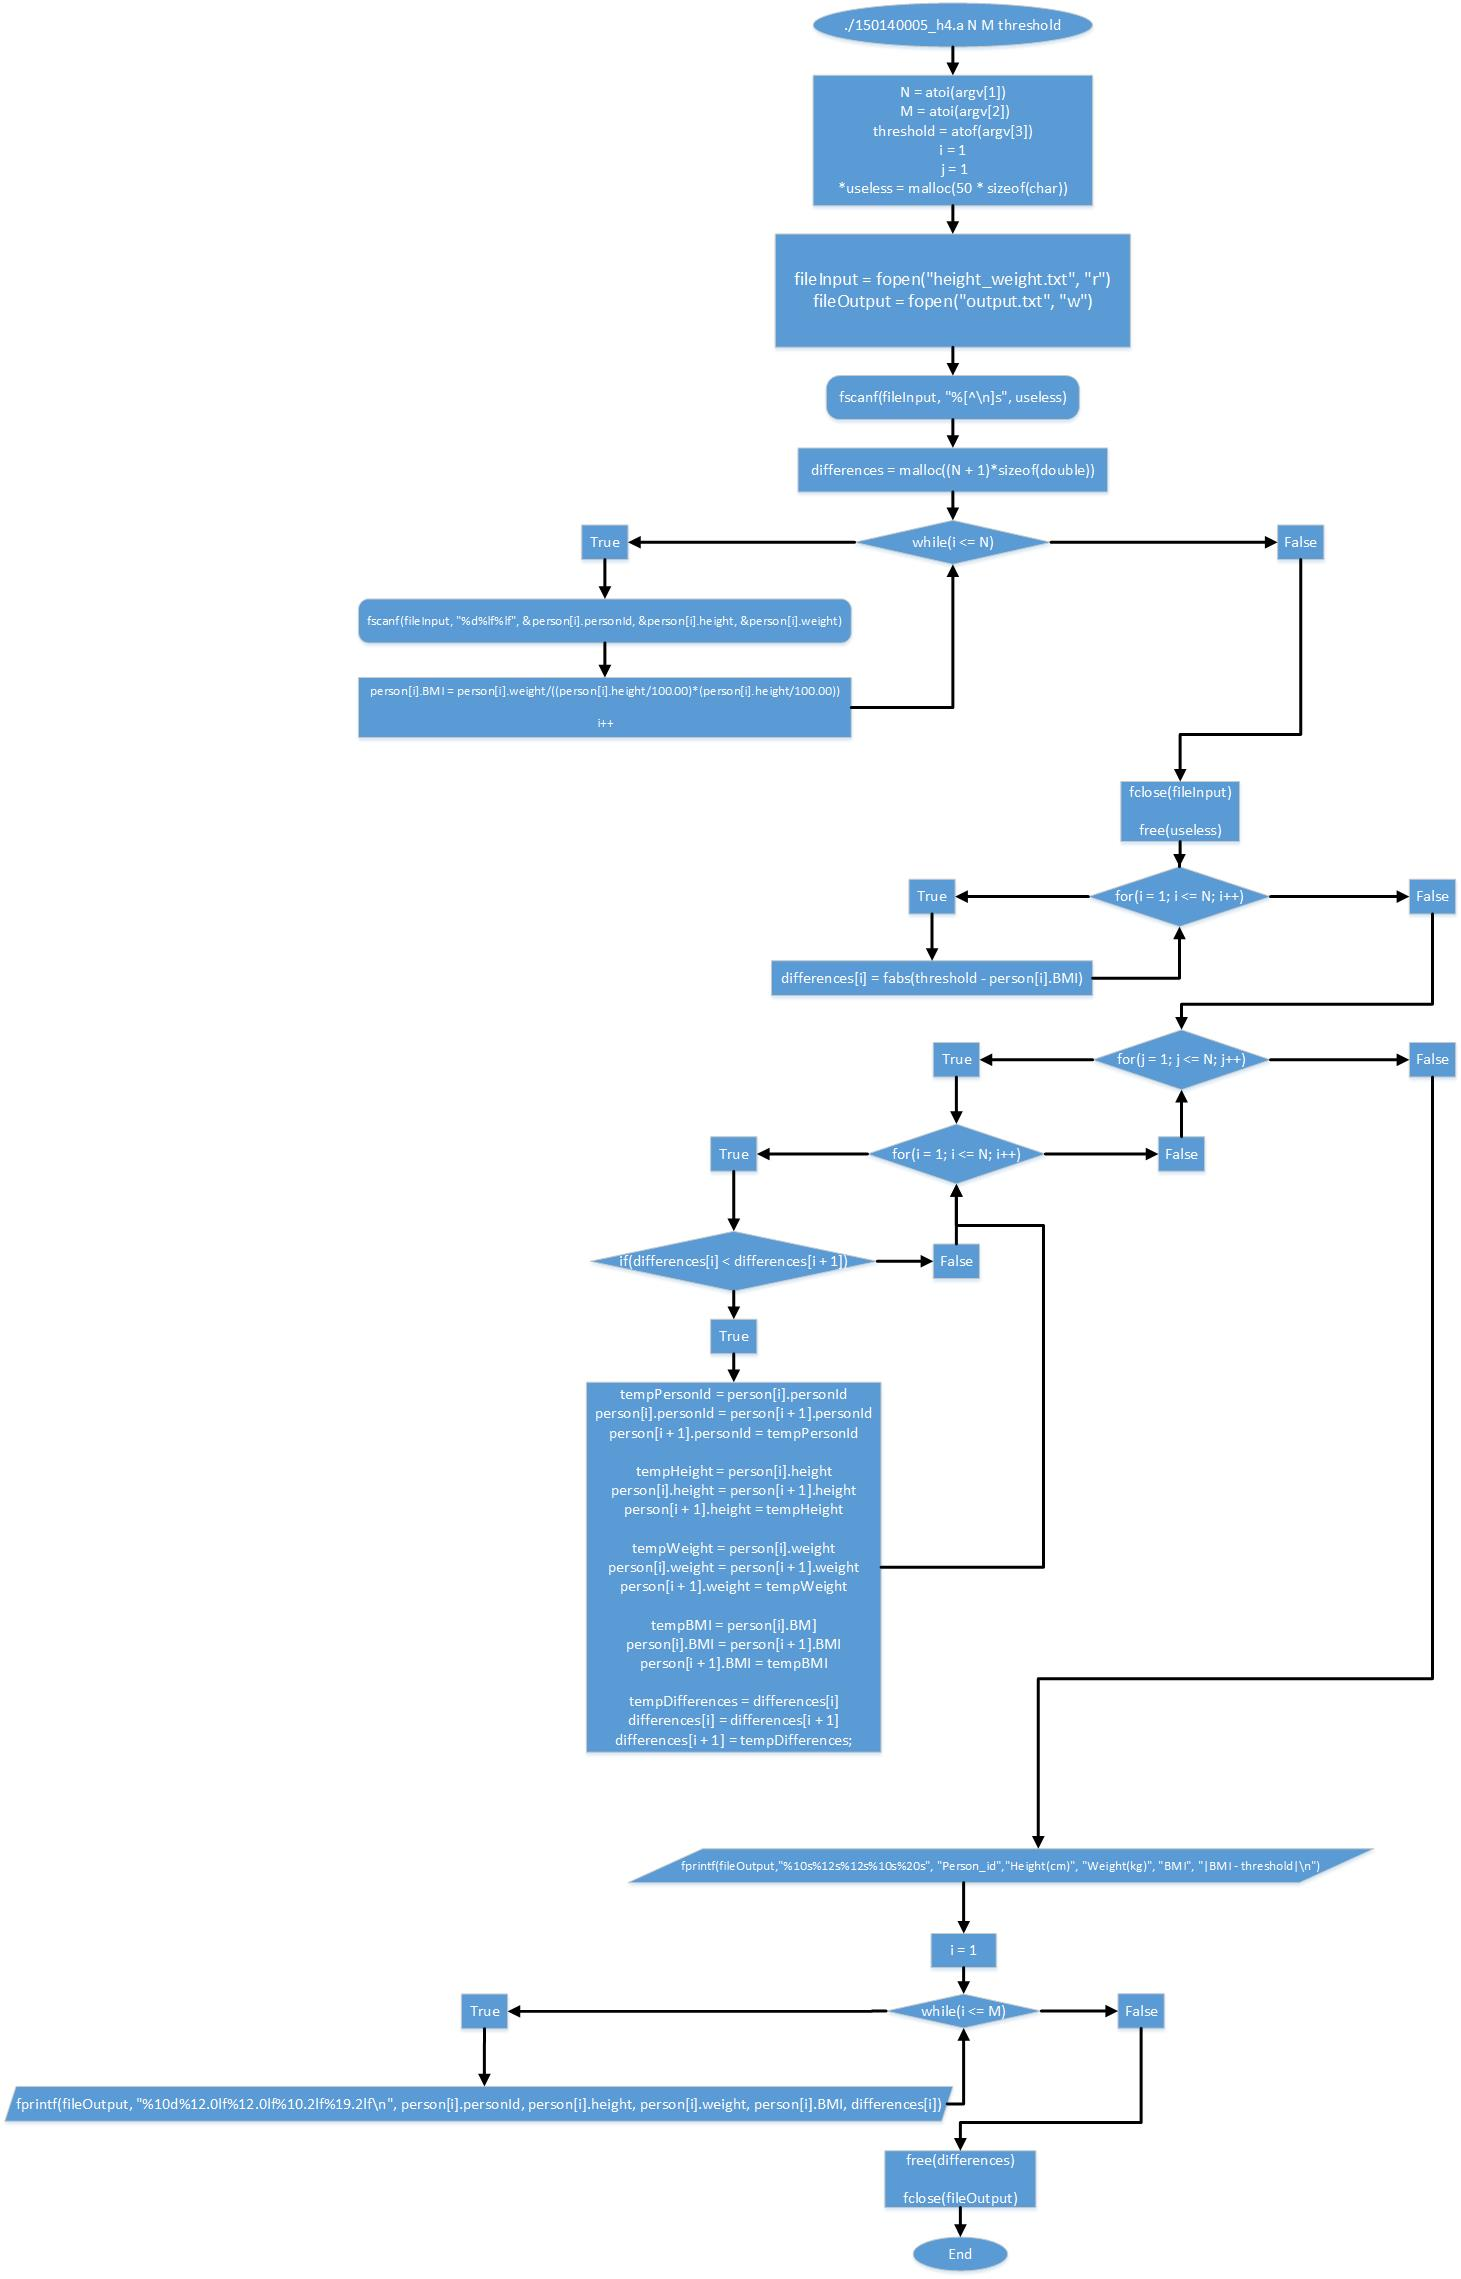 ./150140005_h4.a N M threshold
N = atoi(argv[1])
M = atoi(argv[2])
threshold = atof(argv[3])
i = 1
j = 1
*useless = malloc(50 * sizeof(char))
fileInput = fopen("height_weight.txt", "r")
fileOutput = fopen("output.txt", "w")
fscanf(fileInput, "%[^\n]s", useless)
differences = malloc((N + 1)*sizeof(double))
True
while(i <= N)
False
fscanf(fileInput, "%d%lf%lf", &person[i].personId, &person[i].height, &person[i].weight)
person[i].BMI = person[i].weight/((person[i].height/100.00)*(person[i].height/100.00))
i++
fclose(fileInput)
free(useless)
True
for(i = 1; i <= N; i++)
False
differences[i] = fabs(threshold - person[i].BMI)
True
for(j = 1; j <= N; j++)
False
True
for(i = 1; i <= N; i++)
False
if(differences[i] < differences[i + 1])
False
True
tempPersonId = person[i].personId
person[i].personId = person[i + 1].personId
person[i + 1].personId = tempPersonId
tempHeight = person[i].height
person[i].height = person[i + 1].height
person[i + 1].height = tempHeight
tempWeight = person[i].weight
person[i].weight = person[i + 1].weight
person[i + 1].weight = tempWeight
tempBMI = person[i].BM]
person[i].BMI = person[i + 1].BMI
person[i + 1].BMI = tempBMI
tempDifferences = differences[i]
differences[i] = differences[i + 1]
differences[i + 1] = tempDifferences;
fprintf(fileOutput,"%10s%12s%12s%10s%20s", "Person_id","Height(cm)", "Weight(kg)", "BMI", "|BMI - threshold|\n")
i = 1
True
while(i <= M)
False
fprintf(fileOutput, "%10d%12.0lf%12.0lf%10.2lf%19.2lf\n", person[i].personId, person[i].height, person[i].weight, person[i].BMI, differences[i])
free(differences)
fclose(fileOutput)
End